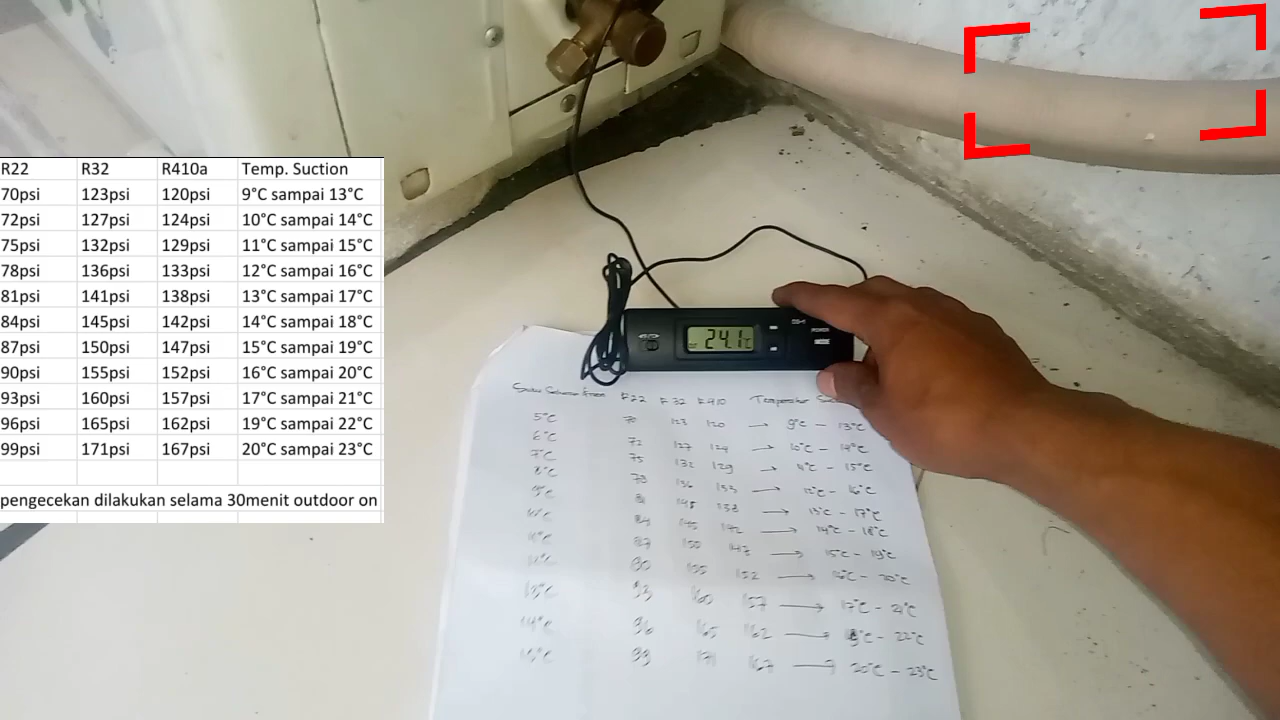 R22 R32 R410a Temp. Suction
70psi 123psi 120psi 9°C sampai 13°C
72psi 127psi 124psi 10°C sampai 14°C
75psi 132psi 129psi 11°C sampai 15°C
78psi 136psi 133psi 12°C sampai 16°C
81psi 141psi 138psi 13°C sampai 17°C
84psi 145psi 142psi 14°C sampai 18°C
87psi 150psi 147psi 15°C sampai 19°C
90psi 155psi 152psi 16°C sampai 20°C
93psi 160psi 157psi 17°C sampai 21°C
96psi 165psi 162psi 19°C sampai 22°C
99psi 171psi 167psi 20°C sampai 23°C
pengecekan dilakukan selama 30menit outdoor on
24.1°C
POWER
MODE
R22 R32 R410 Temperatur
5°C 70 123 120 → 9°C - 13°C
6°C 72 127 124 → 10°C - 14°C
7°C 75 132 129 → 11°C - 15°C
8°C 78 136 133 → 12°C - 16°C
9°C 81 138 → 13°C - 17°C
10°C 84 145 142 → 14°C - 18°C
11°C 87 150 147 → 15°C - 19°C
12°C 90 155 152 → 16°C - 20°C
13°C 93 160 157 → 17°C - 21°C
14°C 96 165 162 → 9°C - 22°C
15°C 99 171 167 → 20°C - 23°C